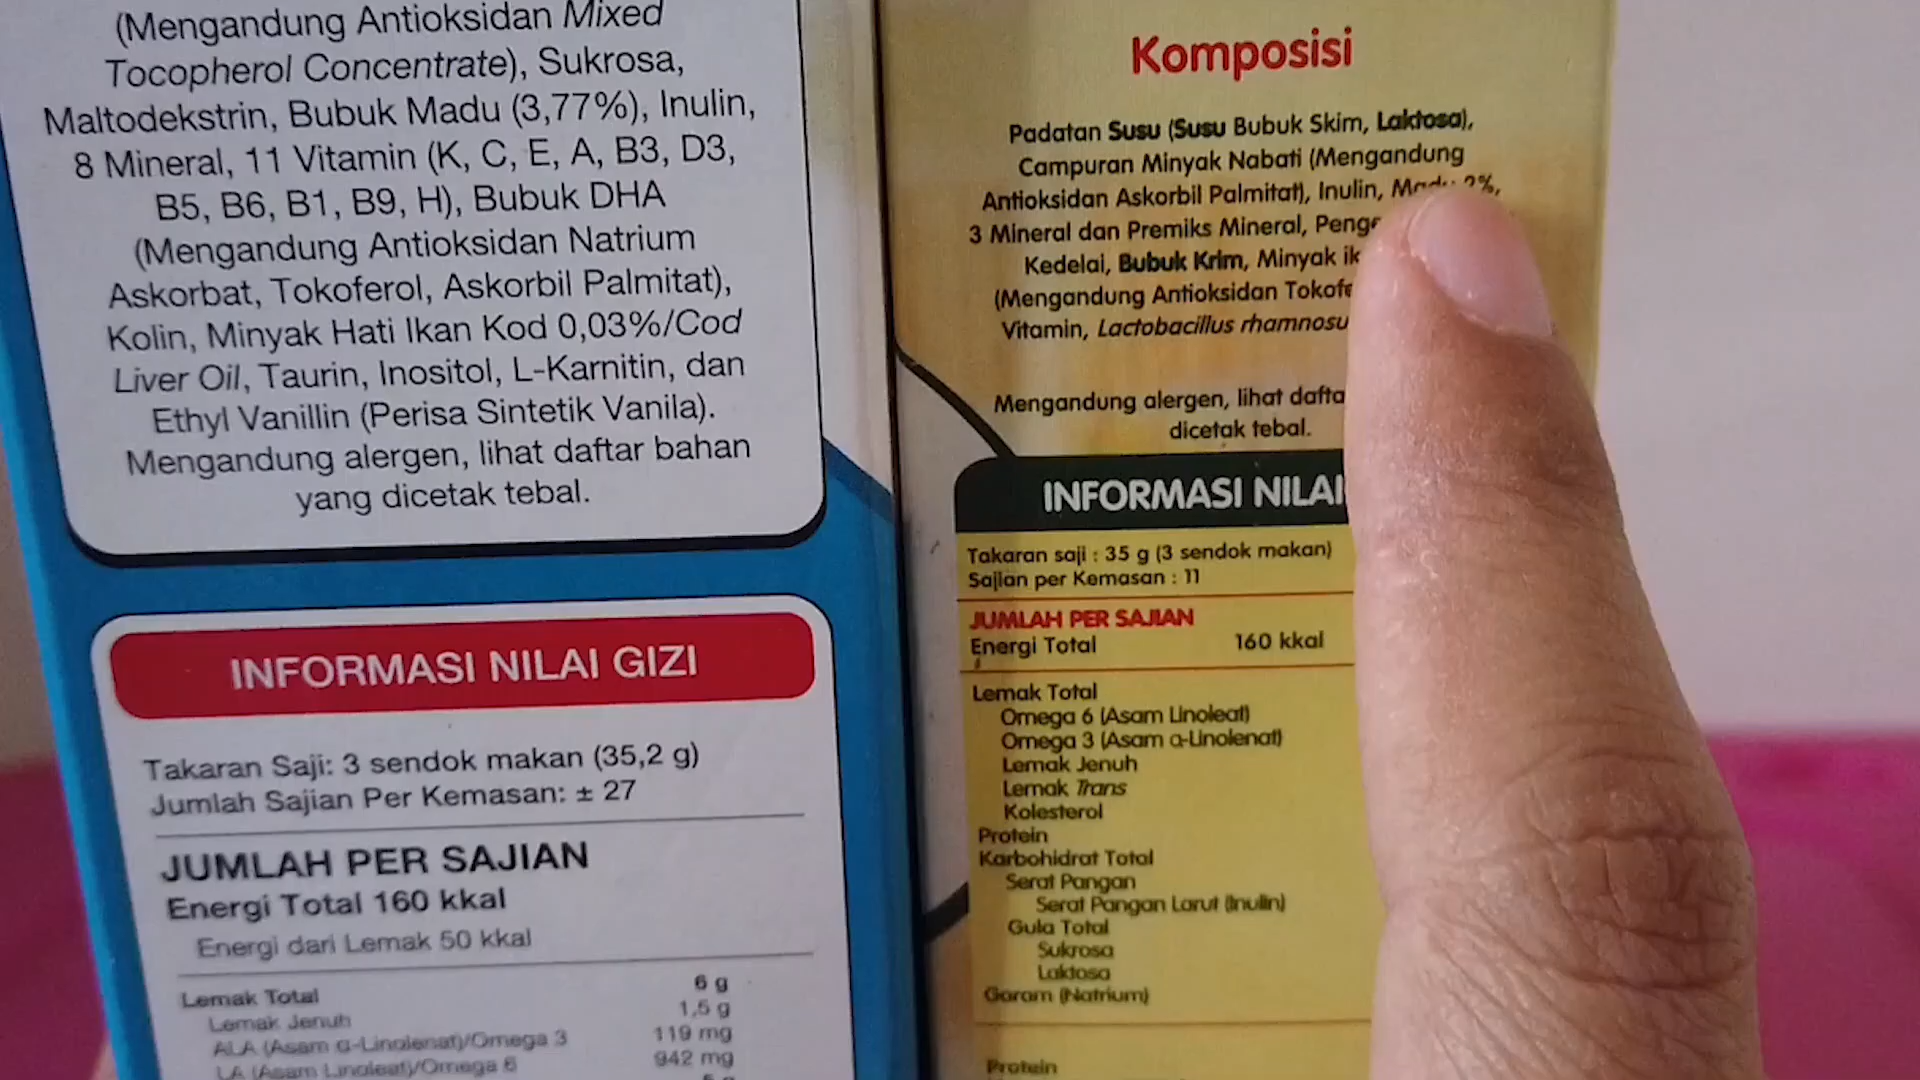 (Mengandung Antioksidan Mixed
Tocopherol Concentrate), Sukrosa,
Maltodekstrin, Bubuk Madu (3,77%), Inulin,
8 Mineral, 11 Vitamin (K, C, E, A, B3, D3,
B5, B6, B1, B9, H), Bubuk DHA
(Mengandung Antioksidan Natrium
Askorbat, Tokoferol, Askorbil Palmitat),
Kolin, Minyak Hati Ikan Kod 0,03%/Cod
Liver Oil, Taurin, Inositol, L-Karnitin, dan
Ethyl Vanillin (Perisa Sintetik Vanila).
Mengandung alergen, lihat daftar bahan
yang dicetak tebal.
INFORMASI NILAI GIZI
Takaran Saji: 3 sendok makan (35,2 g)
Jumlah Sajian Per Kemasan: ± 27
JUMLAH PER SAJIAN
Energi Total 160 kkal
Energi dari Lemak 50 kkal
Lemak Total 6 g
Lemak Jenuh 1,5 g
ALA (Asam α-Linolenat)/Omega 3 119 mg
LA (Asam Linoleat)/Omega 6 942 mg
Komposisi
Padatan Susu (Susu Bubuk Skim, Laktosa),
Campuran Minyak Nabati (Mengandung
Antioksidan Askorbil Palmitat), Inulin,
3 Mineral dan Premiks Mineral,
Kedelai, Bubuk Krim, Minyak
(Mengandung Antioksidan
Vitamin, Lactobacillus
Mengandung alergen, lihat
dicetak tebal.
INFORMASI NILAI
Takaran saji : 35 g (3 sendok makan)
Sajian per Kemasan : 11
JUMLAH PER SAJIAN
Energi Total 160 kkal
Lemak Total
Omega 6 (Asam Linoleat)
Omega 3 (Asam α-Linolenat)
Lemak Jenuh
Lemak Trans
Kolesterol
Protein
Karbohidrat Total
Serat Pangan
Serat Pangan Larut (Inulin)
Gula Total
Sukrosa
Laktosa
Garam (Natrium)
Protein